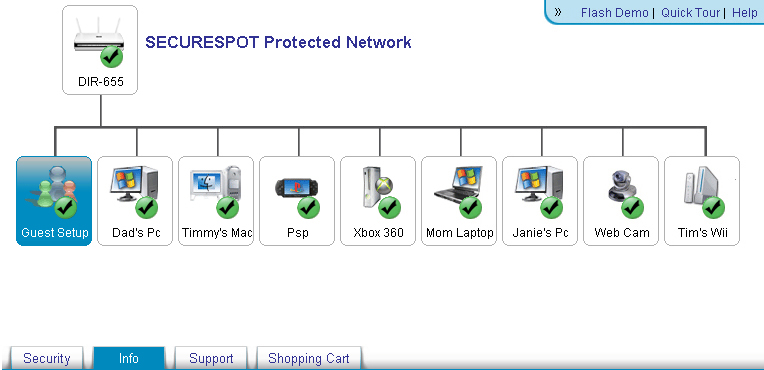 » Flash Demo | Quick Tour | Help
SECURESPOT Protected Network
DIR-655
Guest Setup
Dad's Pc
Timmy's Mac
Psp
Xbox 360
Mom Laptop
Janie's Pc
Web Cam
Tim's Wii
Security
Info
Support
Shopping Cart